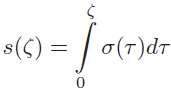 s(ζ) = ∫₀^ζ σ(τ)dτ